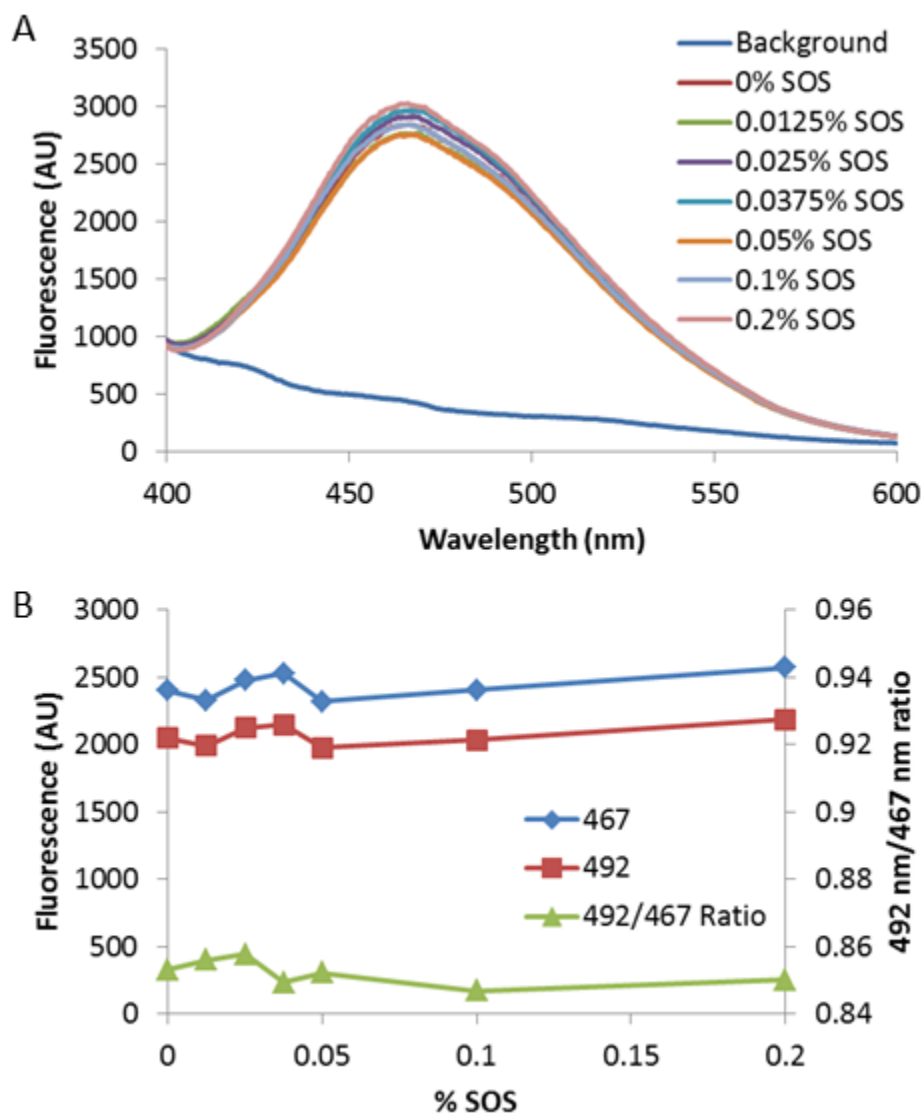 A
3500
3000
2500
2000
1500
1000
500
0
Fluorescence (AU)
400
450
500
550
600
Wavelength (nm)
Background
0% SOS
0.0125% SOS
0.025% SOS
0.0375% SOS
0.05% SOS
0.1% SOS
0.2% SOS
B
3000
2500
2000
1500
1000
500
0
Fluorescence (AU)
0.96
0.94
0.92
0.9
0.88
0.86
0.84
492 nm/467 nm ratio
467
492
492/467 Ratio
0
0.05
0.1
0.15
0.2
% SOS